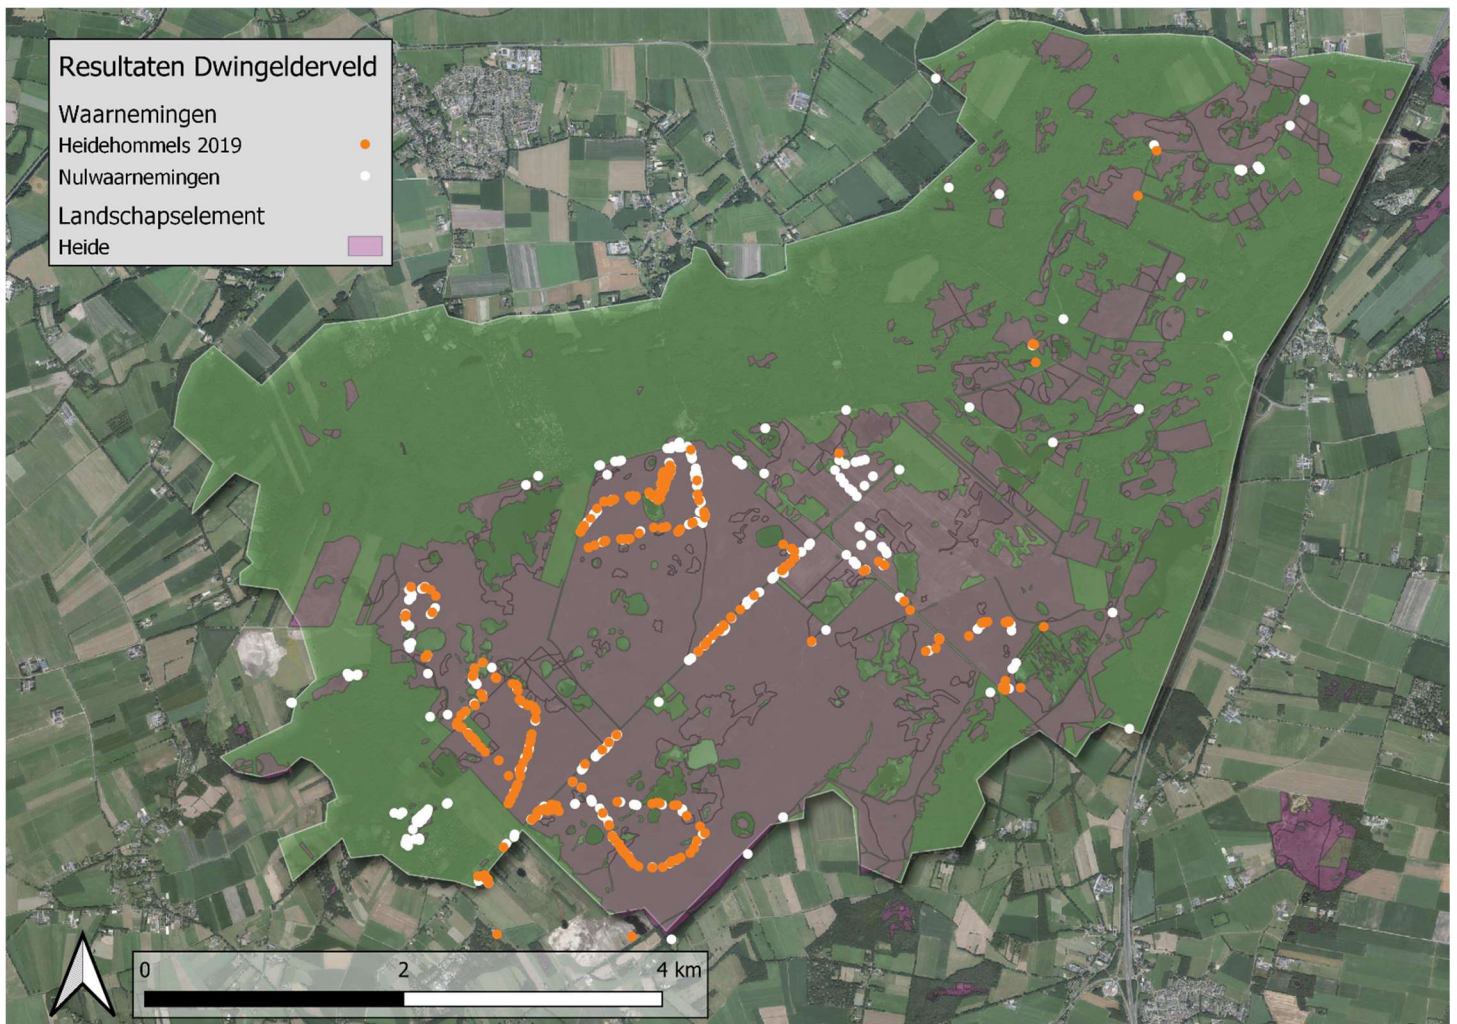 Resultaten Dwingelderveld
Waarnemingen
Heidehommels 2019
Nulwaarnemingen
Landschapselement
Heide
0 2 4 km